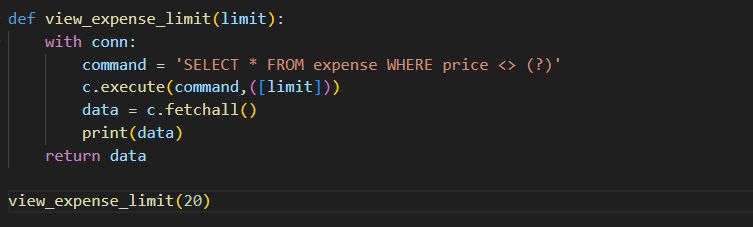 def view_expense_limit(limit):
    with conn:
        command = 'SELECT * FROM expense WHERE price <> (?)'
        c.execute(command,([limit]))
        data = c.fetchall()
        print(data)
    return data
view_expense_limit(20)